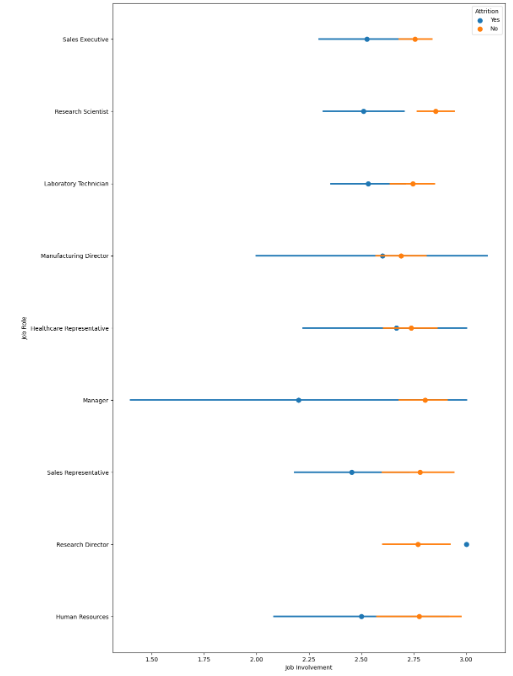 Attrition
Yes
No
Sales Executive
Research Scientist
Laboratory Technician
Manufacturing Director
Healthcare Representative
Manager
Sales Representative
Research Director
Human Resources
Job Role
1.50 1.75 2.00 2.25 2.50 2.75 3.00
Job Involvement